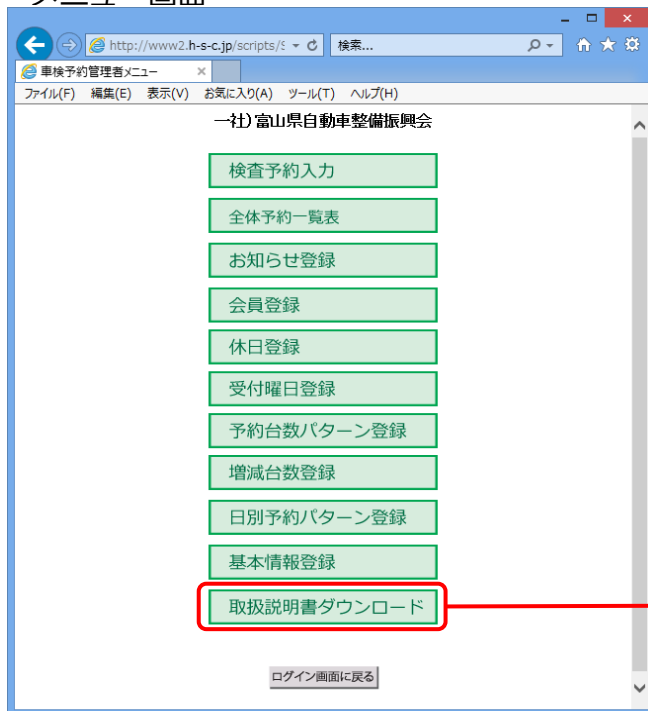 メニュー画面
http://www2.h-s-c.jp/scripts/
検索...
車検予約管理者メニュー
ファイル(F) 編集(E) 表示(V) お気に入り(A) ツール(T) ヘルプ(H)
一社)富山県自動車整備振興会
検査予約入力
全体予約一覧表
お知らせ登録
会員登録
休日登録
受付曜日登録
予約台数パターン登録
増減台数登録
日別予約パターン登録
基本情報登録
取扱説明書ダウンロード
ログイン画面に戻る